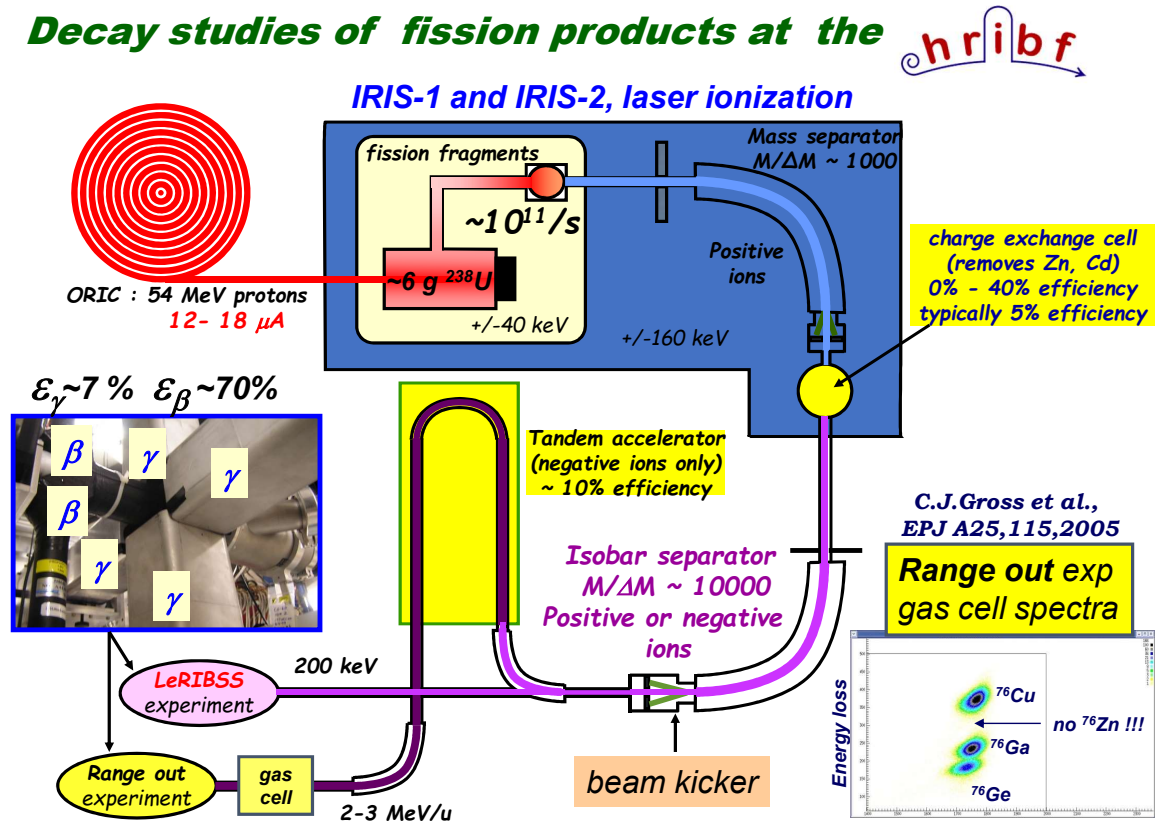 Decay studies of fission products at the
hribf
IRIS-1 and IRIS-2, laser ionization
fission fragments
~10¹¹/s
~6 g ²³⁸U
+/-40 keV
Mass separator
M/ΔM ~ 1000
Positive
ions
+/-160 keV
ORIC : 54 MeV protons
12- 18 μA
charge exchange cell
(removes Zn, Cd)
0% - 40% efficiency
typically 5% efficiency
εγ~7 % εβ~70%
β
γ
γ
β
γ
γ
Tandem accelerator
(negative ions only)
~ 10% efficiency
Isobar separator
M/ΔM ~ 10000
Positive or negative
ions
C.J.Gross et al.,
EPJ A25,115,2005
Range out exp
gas cell spectra
Energy loss
⁷⁶Cu
no ⁷⁶Zn !!!
⁷⁶Ga
⁷⁶Ge
200 keV
LeRIBSS
experiment
beam kicker
Range out
experiment
gas
cell
2-3 MeV/u